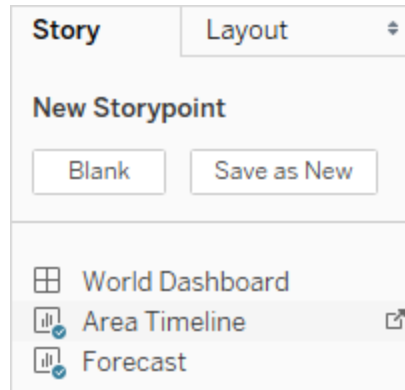 Story Layout
New Storypoint
Blank Save as New
World Dashboard
Area Timeline
Forecast